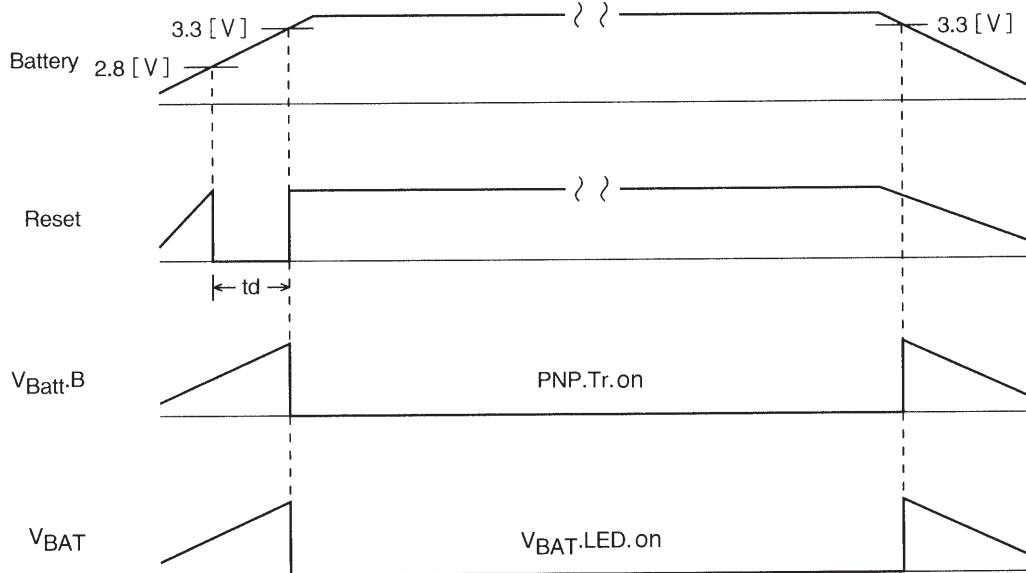 3.3 [V]
3.3 [V]
Battery
2.8 [V]
Reset
td
VBatt.B
PNP.Tr.on
VBAT
VBAT.LED.on